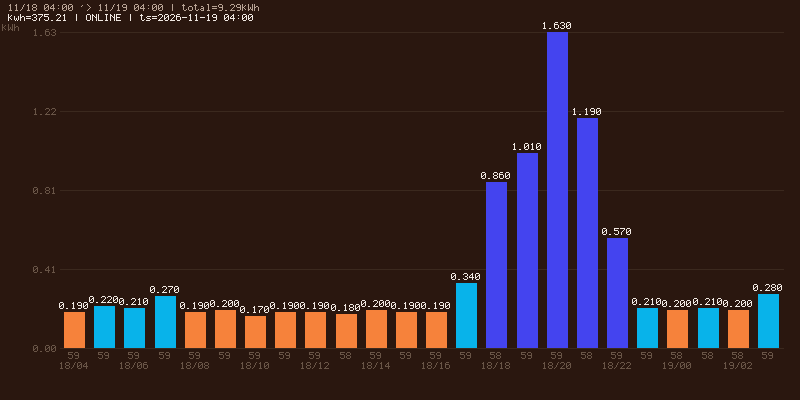 11/18 04:00 -> 11/19 04:00 | total=9.29kWh
Kwh=375.21 | ONLINE | ts=2026-11-19 04:00
kWh
1.63
1.22
0.81
0.41
0.00
0.190 0.220 0.210 0.270 0.190 0.200 0.170 0.190 0.190 0.180 0.200 0.190 0.190 0.340 0.860 1.010 1.630 1.190 0.570 0.210 0.200 0.210 0.200 0.280
59 59 59 59 59 59 59 59 59 58 59 59 59 59 58 59 59 58 59 59 58 58 58 59
18/04 18/06 18/08 18/10 18/12 18/14 18/16 18/18 18/20 18/22 19/00 19/02